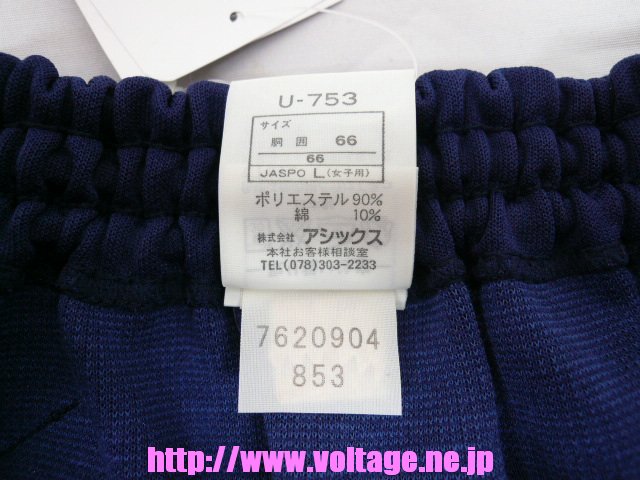 U-753
サイズ
胴囲 66
66
JASPO L (女子用)
ポリエステル 90%
綿 10%
株式会社 アシックス
本社お客様相談室
TEL(078)303-2233
7620904
853
http://www.voltage.ne.jp